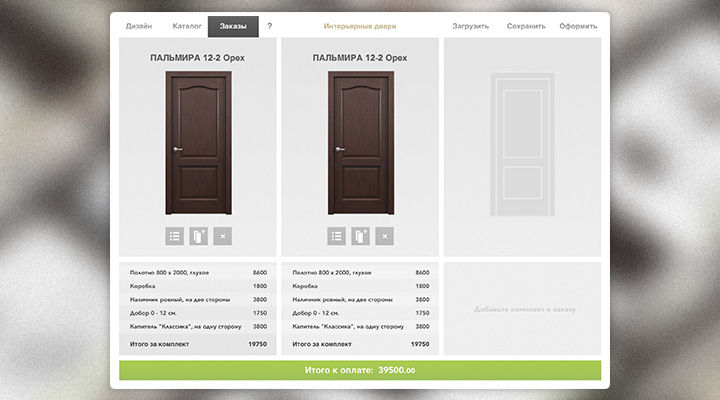 Дизайн Каталог Заказы ? Интерьерные двери Загрузить Сохранить Оформить
ПАЛЬМИРА 12-2 Орех
ПАЛЬМИРА 12-2 Орех
Полотно 800 x 2000, глухое 8600
Коробка 1800
Наличник ровный, на две стороны 3800
Добор 0 - 12 см. 1750
Капитель "Классика", на одну сторону 3800
Итого за комплект 19750
Полотно 800 x 2000, глухое 8600
Коробка 1800
Наличник ровный, на две стороны 3800
Добор 0 - 12 см. 1750
Капитель "Классика", на одну сторону 3800
Итого за комплект 19750
Добавьте комплект к заказу
Итого к оплате: 39500.00